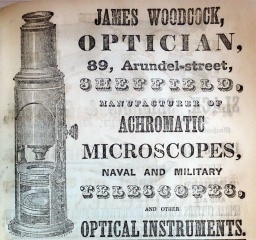 JAMES WOODCOCK,
OPTICIAN,
89, Arundel-street,
SHEFFIELD,
MANUFACTURER OF
ACHROMATIC
MICROSCOPES,
NAVAL AND MILITARY
TELESCOPES,
AND OTHER
OPTICAL INSTRUMENTS.